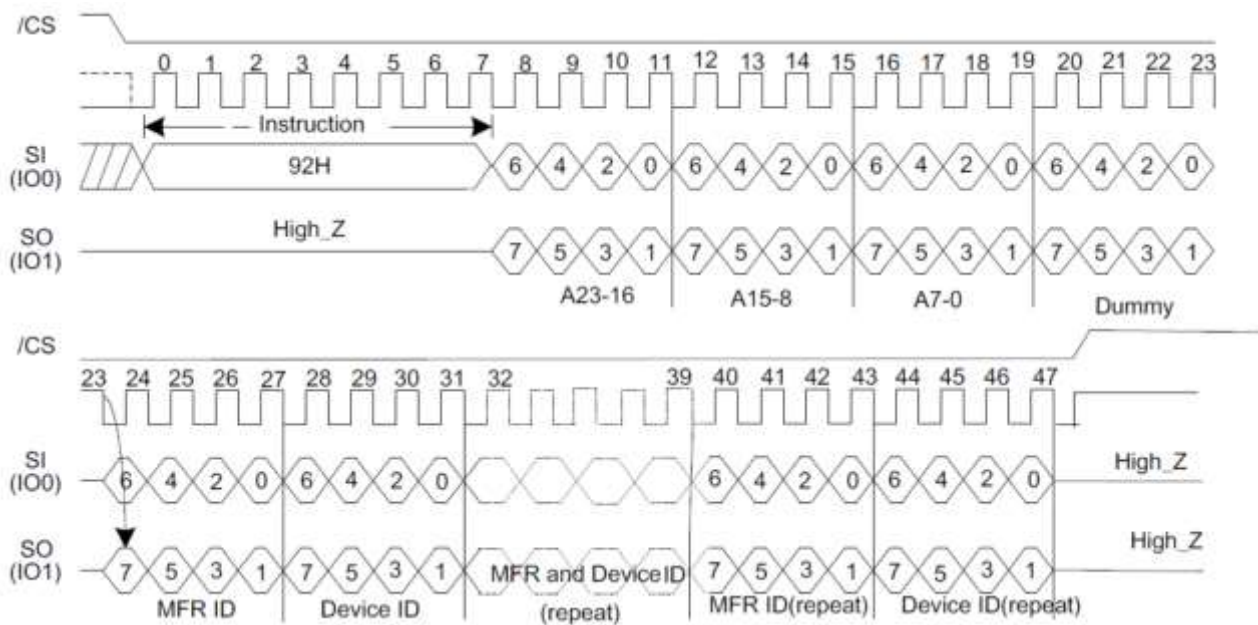 /CS
0 1 2 3 4 5 6 7 8 9 10 11 12 13 14 15 16 17 18 19 20 21 22 23
Instruction
SI
(IO0)
92H
6 4 2 0 6 4 2 0 6 4 2 0 6 4 2 0
SO
(IO1)
High_Z
7 5 3 1 7 5 3 1 7 5 3 1 7 5 3 1
A23-16 A15-8 A7-0 Dummy
/CS
23 24 25 26 27 28 29 30 31 32 39 40 41 42 43 44 45 46 47
SI
(IO0)
6 4 2 0 6 4 2 0 6 4 2 0 6 4 2 0 High_Z
SO
(IO1)
7 5 3 1 7 5 3 1 MFR and Device ID 7 5 3 1 7 5 3 1 High_Z
MFR ID Device ID (repeat) MFR ID(repeat) Device ID(repeat)